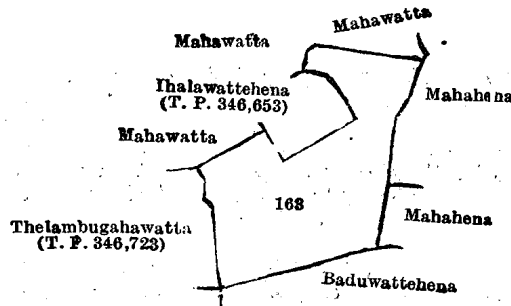 Mahawatta
Mahawatta
Ihalawattehena
(T. P. 346,653)
Mahahena
Mahawatta
168
Mahahena
Thelambugahawatta
(T. P. 346,723)
Baduwattehena